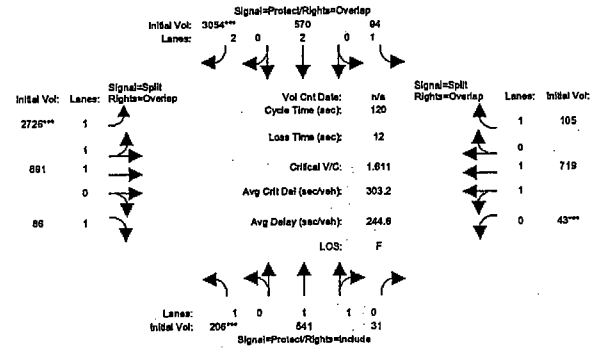 Signal=Protect/Rights=Overlap
Initial Vol: 3054*** 570 94
Lanes: 2 0 2 0 1
Signal=Split
Rights=Overlap
Initial Vol: Lanes:
2726*** 1
1
691 1
0
86 1
Vol Cnt Date: n/a
Cycle Time (sec): 120
Loss Time (sec): 12
Critical V/C: 1.611
Avg Crit Del (sec/veh): 303.2
Avg Delay (sec/veh): 244.6
LOS: F
Signal=Split
Rights=Overlap
Lanes: Initial Vol:
1 105
0
1 719
1
0 43***
Lanes: 1 0 1 1 0
Initial Vol: 206*** 641 31
Signal=Protect/Rights=Include